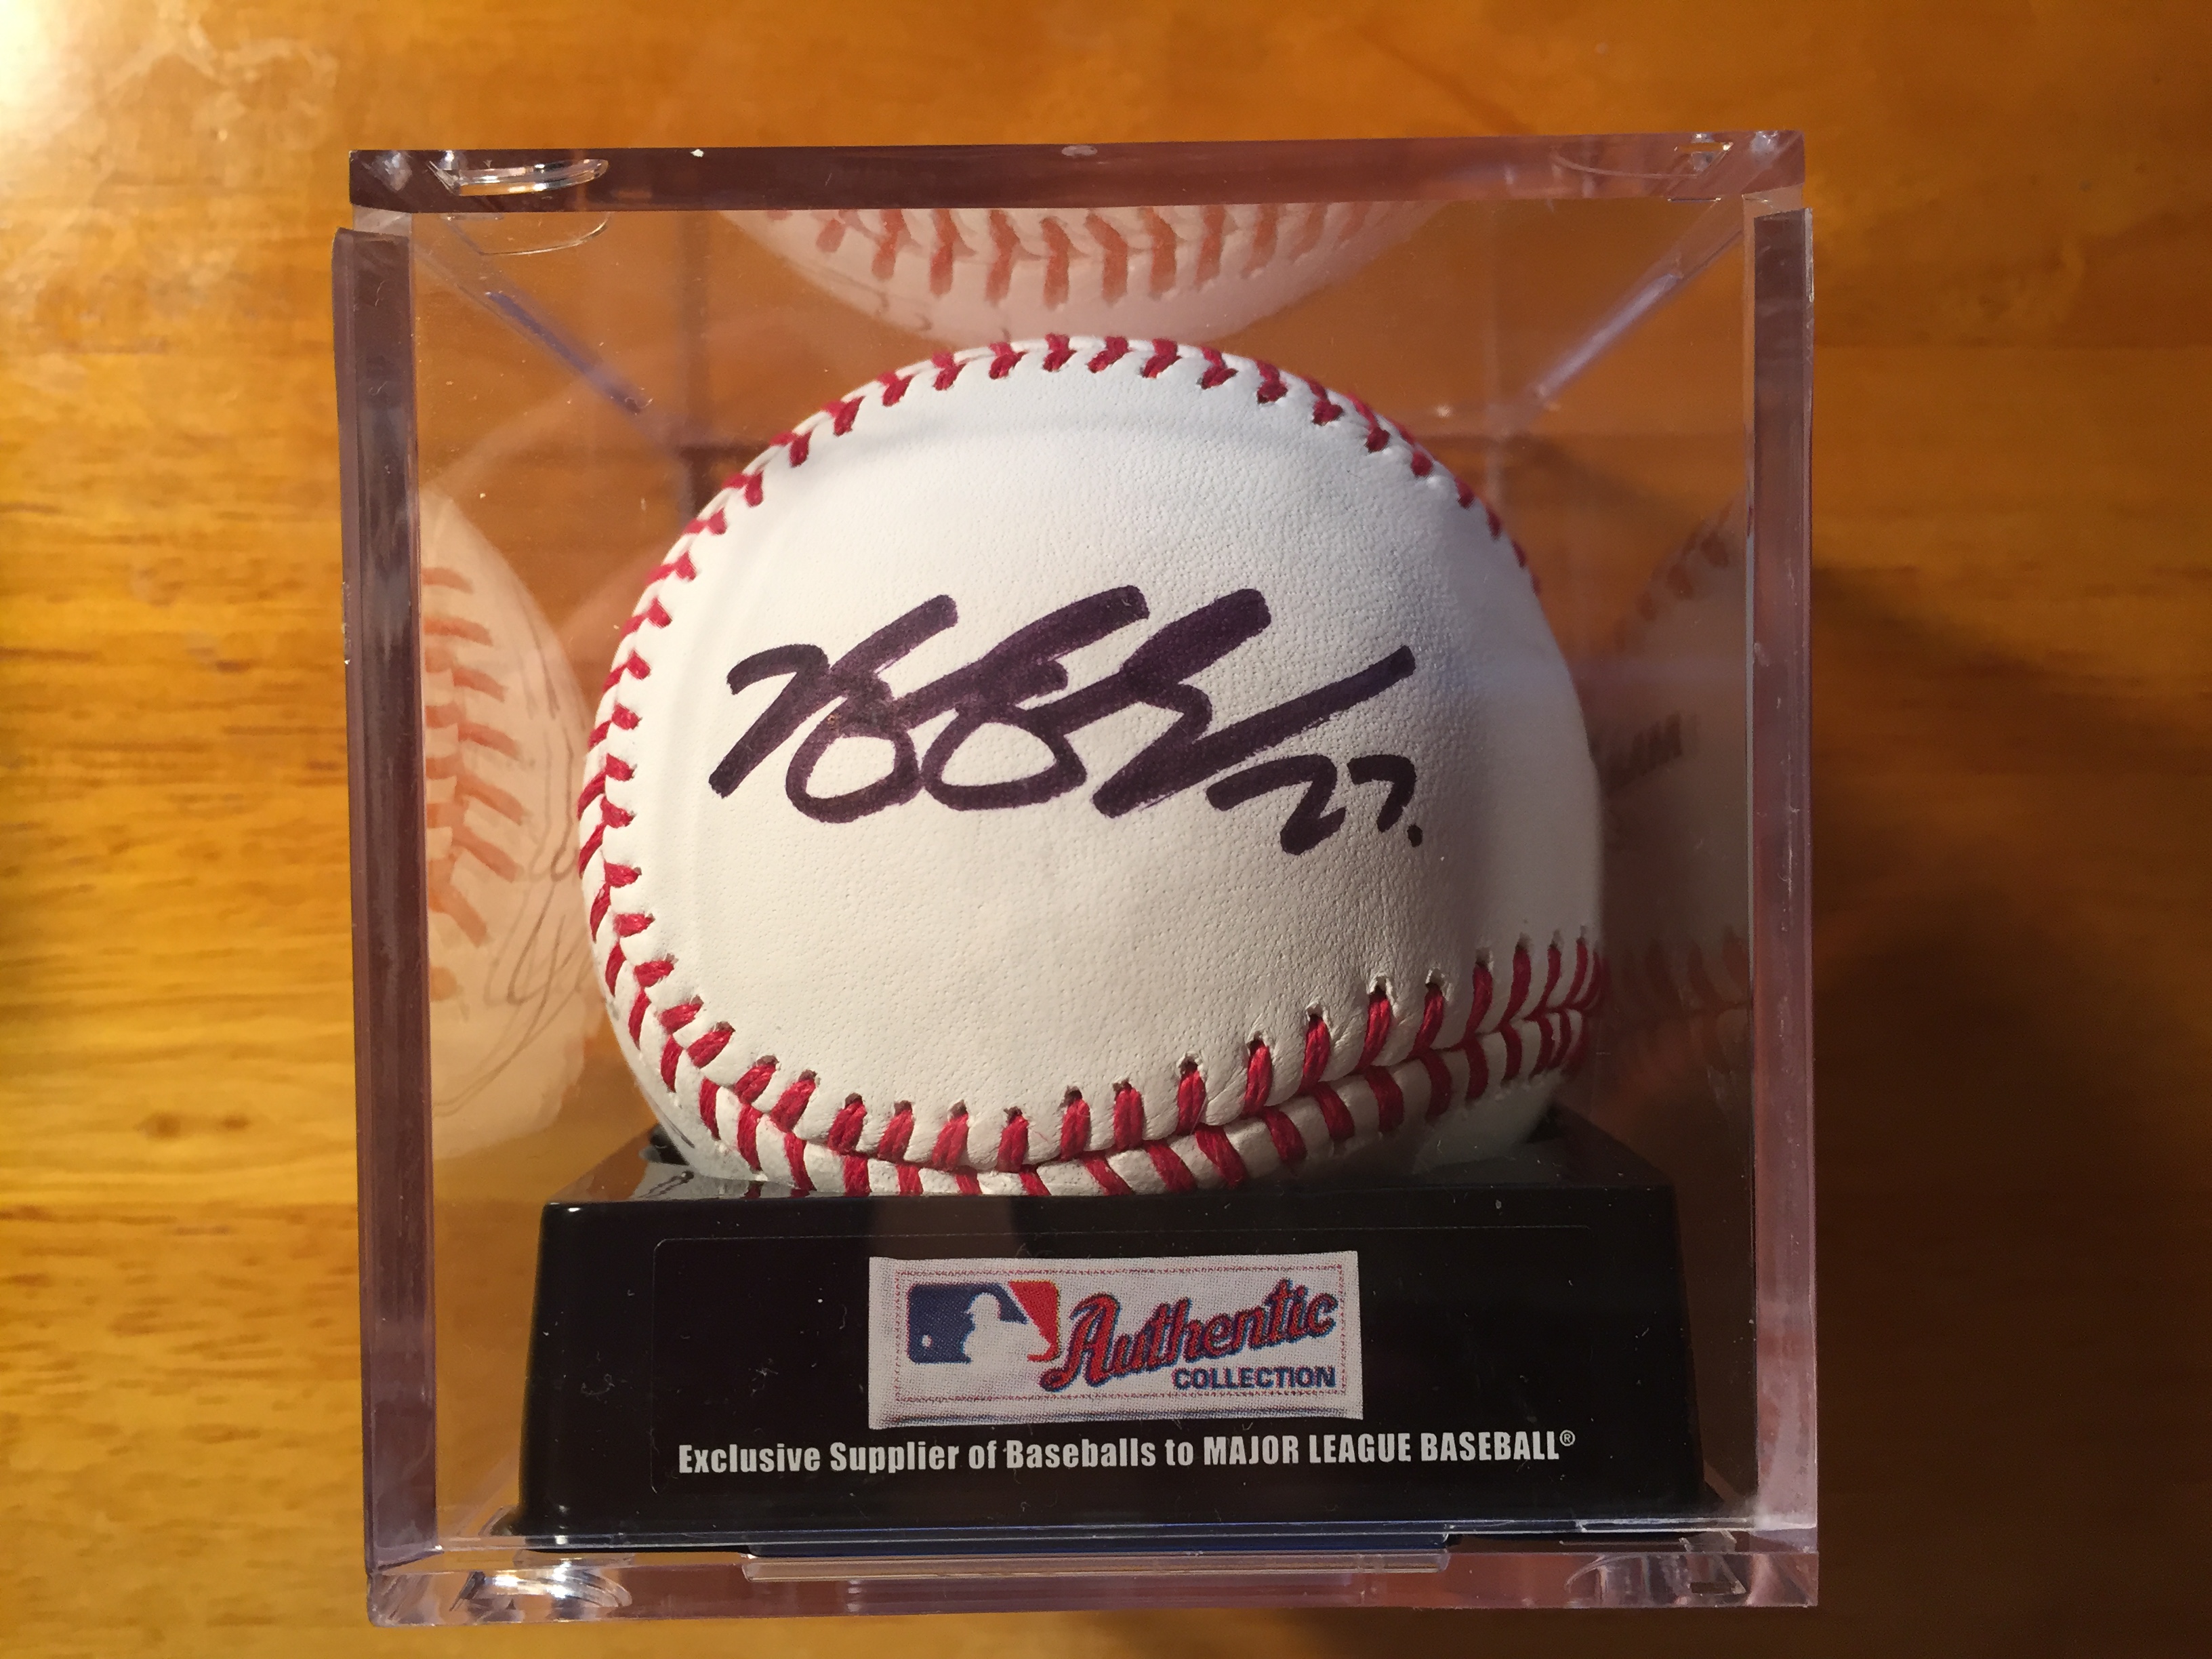 27.
Authentic
COLLECTION
Exclusive Supplier of Baseballs to MAJOR LEAGUE BASEBALL®